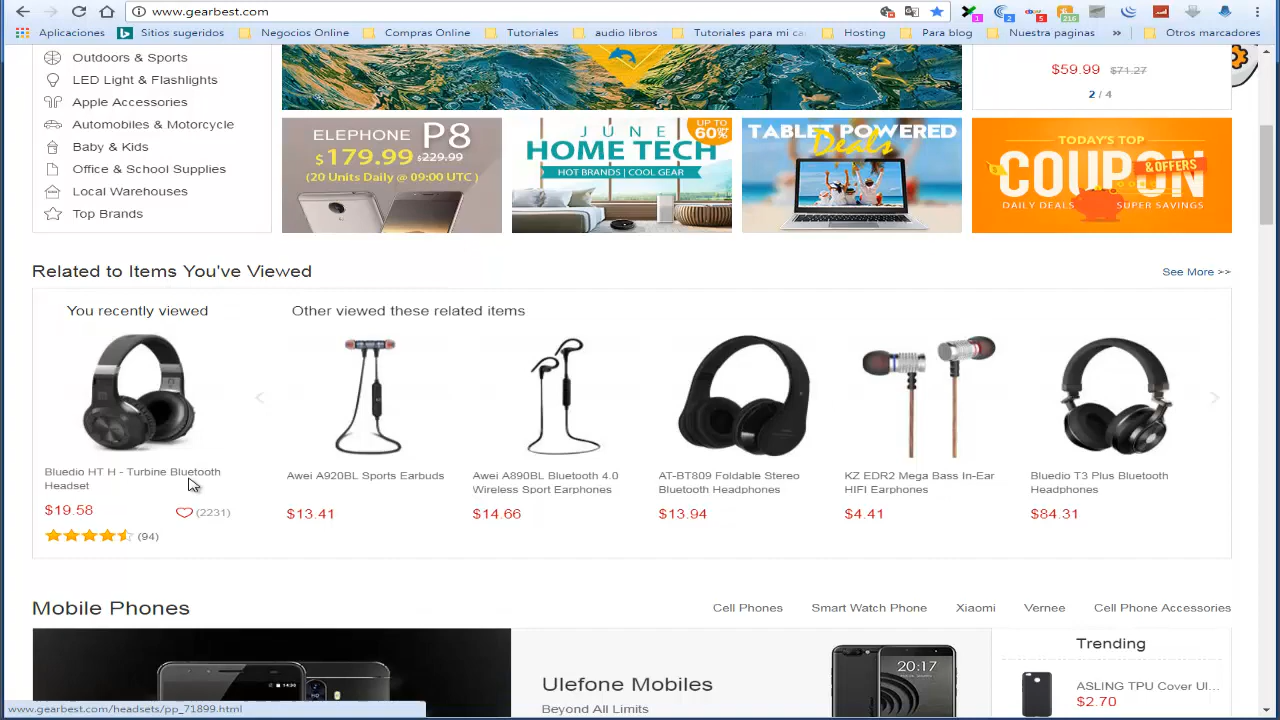 www.gearbest.com
1
2
5
216
Aplicaciones
Sitios sugeridos
Negocios Online
Compras Online
Tutoriales
audio libros
Tutoriales para mi ca
Hosting
Para blog
Nuestra paginas
»
Otros marcadores
Outdoors & Sports
LED Light & Flashlights
Apple Accessories
Automobiles & Motorcycle
Baby & Kids
Office & School Supplies
Local Warehouses
Top Brands
$59.99 $71.27
2 / 4
ELEPHONE P8
$179.99 $229.99
(20 Units Daily @ 09:00 UTC )
UP TO
60%
JUNE
HOME TECH
HOT BRANDS | COOL GEAR
TABLET POWERED
Deals
TODAY'S TOP
COUPON
& OFFERS
DAILY DEALS
SUPER SAVINGS
Related to Items You've Viewed
See More >>
You recently viewed
Other viewed these related items
Bluedio HT H - Turbine Bluetooth
Headset
$19.58
(2231)
(94)
Awei A920BL Sports Earbuds
$13.41
Awei A890BL Bluetooth 4.0
Wireless Sport Earphones
$14.66
AT-BT809 Foldable Stereo
Bluetooth Headphones
$13.94
KZ EDR2 Mega Bass In-Ear
HIFI Earphones
$4.41
Bluedio T3 Plus Bluetooth
Headphones
$84.31
Mobile Phones
Cell Phones
Smart Watch Phone
Xiaomi
Vernee
Cell Phone Accessories
Ulefone Mobiles
Beyond All Limits
20:17
Trending
ASLING TPU Cover Ul...
$2.70
www.gearbest.com/headsets/pp_71899.html